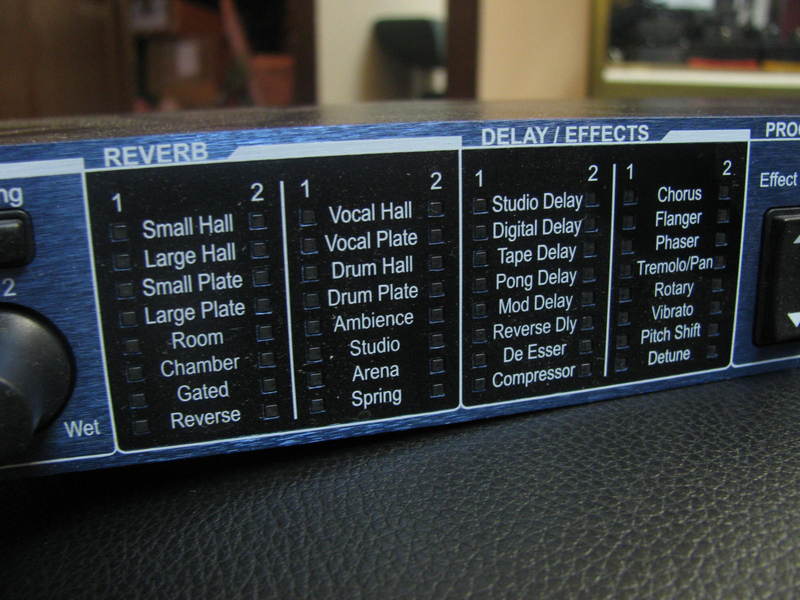 REVERB
1 2
Small Hall
Large Hall
Small Plate
Large Plate
Room
Chamber
Gated
Reverse
1 2
Vocal Hall
Vocal Plate
Drum Hall
Drum Plate
Ambience
Studio
Arena
Spring
DELAY / EFFECTS
1 2
Studio Delay
Digital Delay
Tape Delay
Pong Delay
Mod Delay
Reverse Dly
De Esser
Compressor
1 2
Chorus
Flanger
Phaser
Tremolo/Pan
Rotary
Vibrato
Pitch Shift
Detune
ng
2
Wet
PROG
Effect